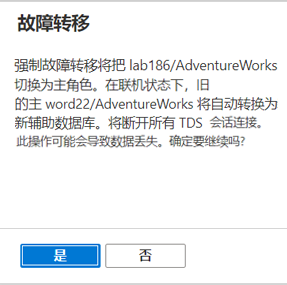 故障转移
强制故障转移将把 lab186/AdventureWorks
切换为主角色。在联机状态下，旧
的主 word22/AdventureWorks 将自动转换为
新辅助数据库。将断开所有 TDS 会话连接。
此操作可能会导致数据丢失。确定要继续吗?
是
否